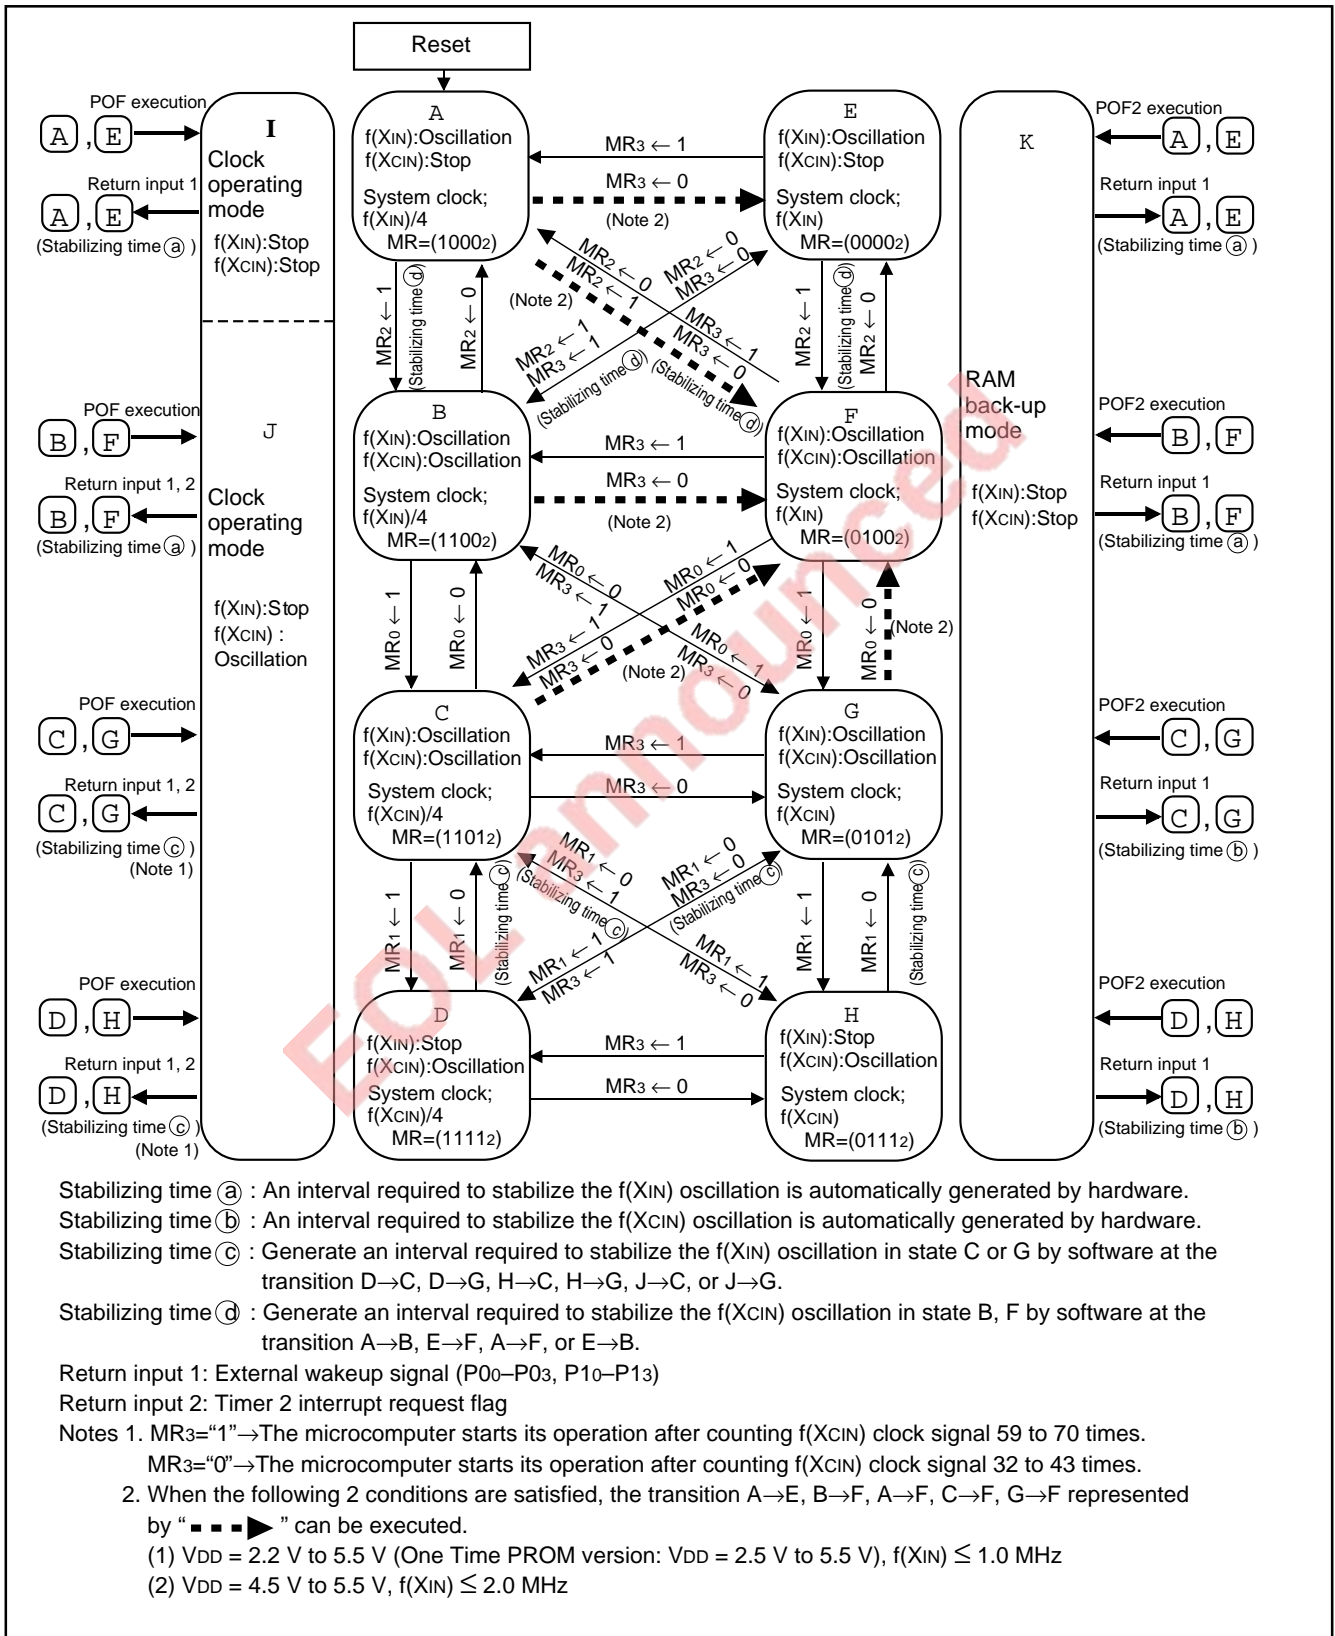 Reset
POF execution
A , E
Return input 1
A , E
(Stabilizing time ⓐ )
POF execution
B , F
Return input 1, 2
B , F
(Stabilizing time ⓐ )
POF execution
C , G
Return input 1, 2
C , G
(Stabilizing time ⓒ )
(Note 1)
POF execution
D , H
Return input 1, 2
D , H
(Stabilizing time ⓒ )
(Note 1)
I
Clock
operating
mode
f(XIN):Stop
f(XCIN):Stop
J
Clock
operating
mode
f(XIN):Stop
f(XCIN) :
Oscillation
A
f(XIN):Oscillation
f(XCIN):Stop
System clock;
f(XIN)/4
MR=(10002)
MR3 ← 1
MR3 ← 0
(Note 2)
E
f(XIN):Oscillation
f(XCIN):Stop
System clock;
f(XIN)
MR=(00002)
MR2 ← 1
(Stabilizing time ⓓ)
MR2 ← 0
(Note 2)
MR2 ← 0
MR2 ← 1
MR3 ← 1
MR3 ← 0
(Stabilizing time ⓓ)
MR2 ← 0
MR3 ← 0
MR2 ← 1
MR3 ← 1
(Stabilizing time ⓓ)
MR2 ← 1
(Stabilizing time ⓓ)
MR2 ← 0
B
f(XIN):Oscillation
f(XCIN):Oscillation
System clock;
f(XIN)/4
MR=(11002)
MR3 ← 1
MR3 ← 0
(Note 2)
F
f(XIN):Oscillation
f(XCIN):Oscillation
System clock;
f(XIN)
MR=(01002)
MR0 ← 1
MR0 ← 0
MR0 ← 0
MR3 ← 1
MR0 ← 1
MR3 ← 0
MR0 ← 1
MR0 ← 0
MR3 ← 1
MR3 ← 0
(Note 2)
MR0 ← 1
MR0 ← 0
(Note 2)
C
f(XIN):Oscillation
f(XCIN):Oscillation
System clock;
f(XCIN)/4
MR=(11012)
MR3 ← 1
MR3 ← 0
G
f(XIN):Oscillation
f(XCIN):Oscillation
System clock;
f(XCIN)
MR=(01012)
MR1 ← 1
MR1 ← 0
(Stabilizing time ⓒ)
MR1 ← 0
MR3 ← 1
(Stabilizing time ⓒ)
MR1 ← 1
MR3 ← 0
MR1 ← 0
MR3 ← 0
(Stabilizing time ⓒ)
MR1 ← 1
MR3 ← 1
MR1 ← 1
MR1 ← 0
(Stabilizing time ⓒ)
D
f(XIN):Stop
f(XCIN):Oscillation
System clock;
f(XCIN)/4
MR=(11112)
MR3 ← 1
MR3 ← 0
H
f(XIN):Stop
f(XCIN):Oscillation
System clock;
f(XCIN)
MR=(01112)
K
RAM
back-up
mode
f(XIN):Stop
f(XCIN):Stop
POF2 execution
A , E
Return input 1
A , E
(Stabilizing time ⓐ )
POF2 execution
B , F
Return input 1
B , F
(Stabilizing time ⓐ )
POF2 execution
C , G
Return input 1
C , G
(Stabilizing time ⓑ )
POF2 execution
D , H
Return input 1
D , H
(Stabilizing time ⓑ )
EOL announced
Stabilizing time ⓐ : An interval required to stabilize the f(XIN) oscillation is automatically generated by hardware.
Stabilizing time ⓑ : An interval required to stabilize the f(XCIN) oscillation is automatically generated by hardware.
Stabilizing time ⓒ : Generate an interval required to stabilize the f(XIN) oscillation in state C or G by software at the
transition D→C, D→G, H→C, H→G, J→C, or J→G.
Stabilizing time ⓓ : Generate an interval required to stabilize the f(XCIN) oscillation in state B, F by software at the
transition A→B, E→F, A→F, or E→B.
Return input 1: External wakeup signal (P00–P03, P10–P13)
Return input 2: Timer 2 interrupt request flag
Notes 1. MR3=“1”→The microcomputer starts its operation after counting f(XCIN) clock signal 59 to 70 times.
MR3=“0”→The microcomputer starts its operation after counting f(XCIN) clock signal 32 to 43 times.
2. When the following 2 conditions are satisfied, the transition A→E, B→F, A→F, C→F, G→F represented
by “ " can be executed.
(1) VDD = 2.2 V to 5.5 V (One Time PROM version: VDD = 2.5 V to 5.5 V), f(XIN) ≤ 1.0 MHz
(2) VDD = 4.5 V to 5.5 V, f(XIN) ≤ 2.0 MHz